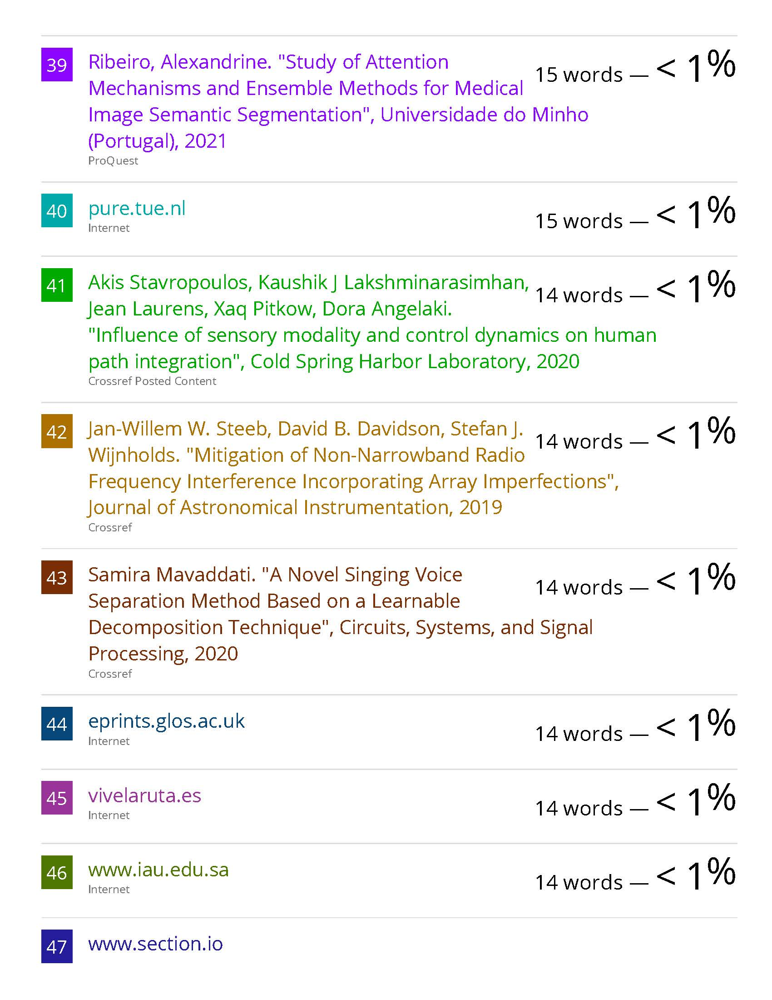 39 Ribeiro, Alexandrine. "Study of Attention 15 words — < 1%
Mechanisms and Ensemble Methods for Medical
Image Semantic Segmentation", Universidade do Minho
(Portugal), 2021
ProQuest
40 pure.tue.nl 15 words — < 1%
Internet
41 Akis Stavropoulos, Kaushik J Lakshminarasimhan, 14 words — < 1%
Jean Laurens, Xaq Pitkow, Dora Angelaki.
"Influence of sensory modality and control dynamics on human
path integration", Cold Spring Harbor Laboratory, 2020
Crossref Posted Content
42 Jan-Willem W. Steeb, David B. Davidson, Stefan J. 14 words — < 1%
Wijnholds. "Mitigation of Non-Narrowband Radio
Frequency Interference Incorporating Array Imperfections",
Journal of Astronomical Instrumentation, 2019
Crossref
43 Samira Mavaddati. "A Novel Singing Voice 14 words — < 1%
Separation Method Based on a Learnable
Decomposition Technique", Circuits, Systems, and Signal
Processing, 2020
Crossref
44 eprints.glos.ac.uk 14 words — < 1%
Internet
45 vivelaruta.es 14 words — < 1%
Internet
46 www.iau.edu.sa 14 words — < 1%
Internet
47 www.section.io